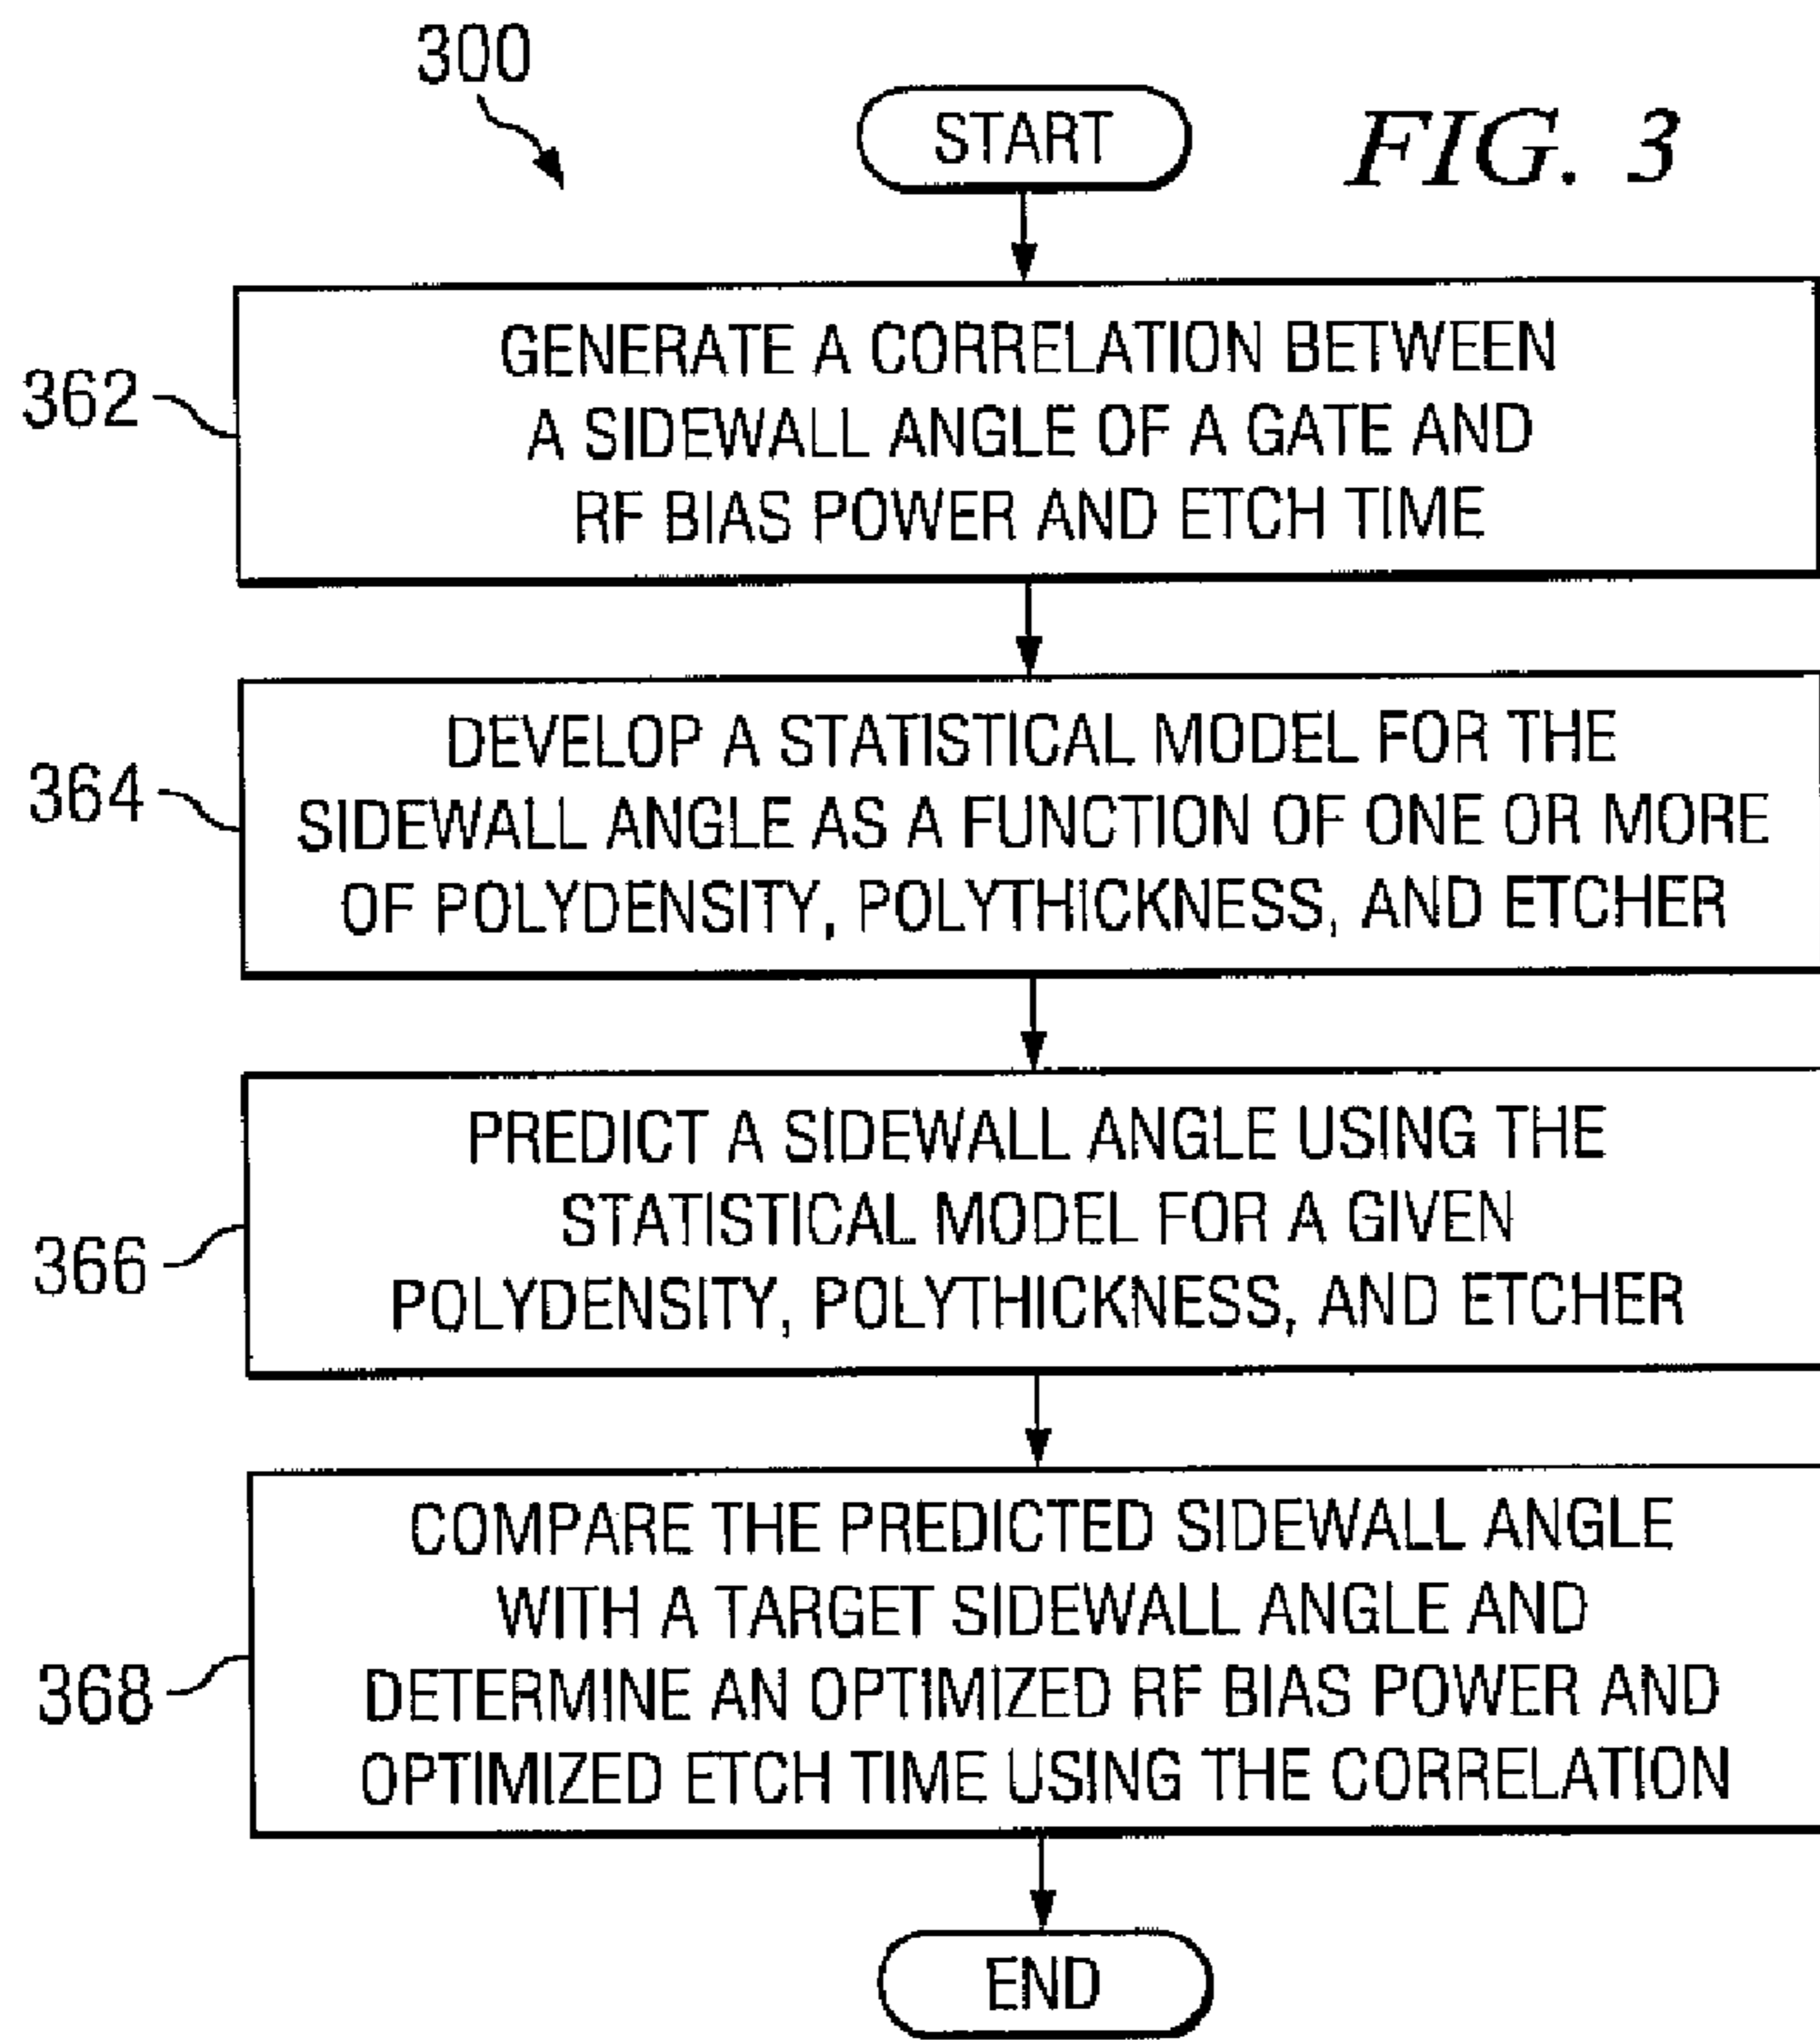 300
START
FIG. 3
362
GENERATE A CORRELATION BETWEEN
A SIDEWALL ANGLE OF A GATE AND
RF BIAS POWER AND ETCH TIME
364
DEVELOP A STATISTICAL MODEL FOR THE
SIDEWALL ANGLE AS A FUNCTION OF ONE OR MORE
OF POLYDENSITY, POLYTHICKNESS, AND ETCHER
366
PREDICT A SIDEWALL ANGLE USING THE
STATISTICAL MODEL FOR A GIVEN
POLYDENSITY, POLYTHICKNESS, AND ETCHER
368
COMPARE THE PREDICTED SIDEWALL ANGLE
WITH A TARGET SIDEWALL ANGLE AND
DETERMINE AN OPTIMIZED RF BIAS POWER AND
OPTIMIZED ETCH TIME USING THE CORRELATION
END